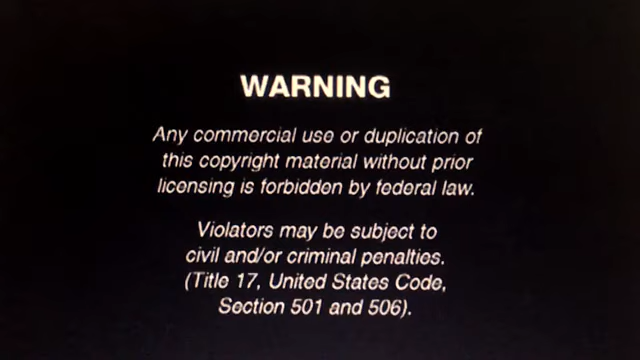 WARNING
Any commercial use or duplication of
this copyright material without prior
licensing is forbidden by federal law.
Violators may be subject to
civil and/or criminal penalties.
(Title 17, United States Code,
Section 501 and 506).